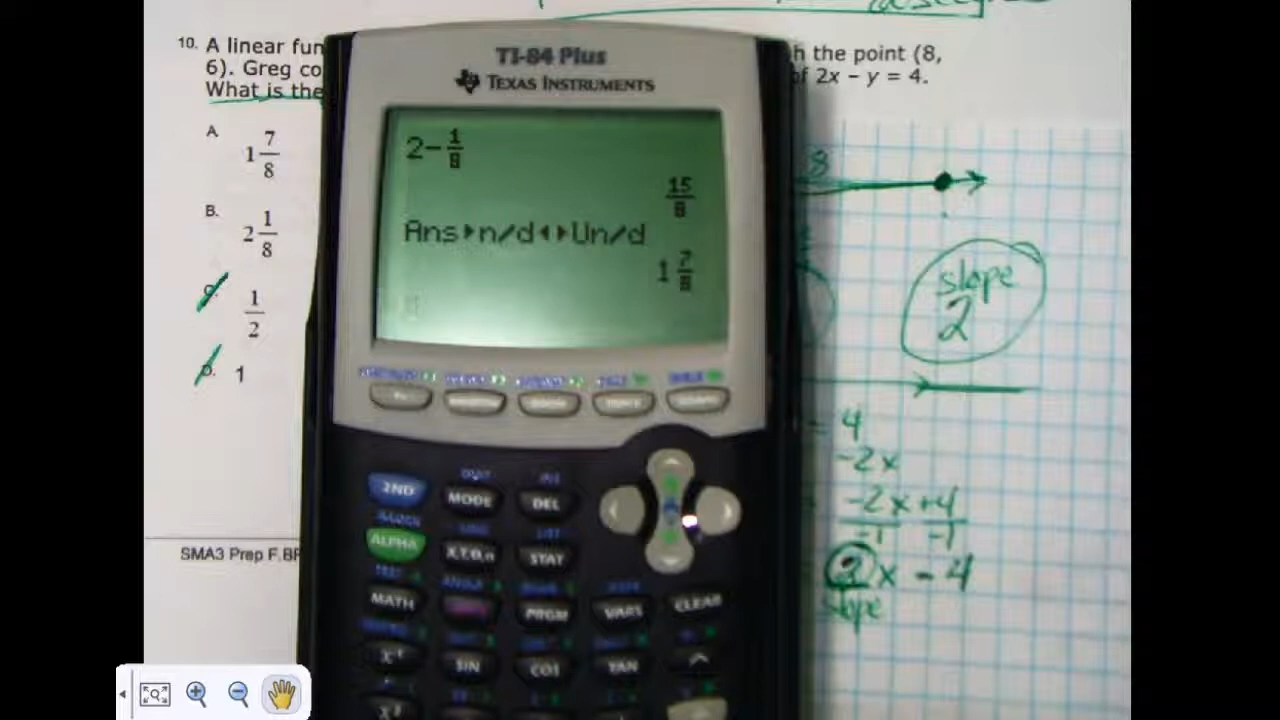 10. A linear fun h the point (8,
6). Greg co of 2x – y = 4.
What is the
A. 1 7/8
B. 2 1/8
C. 1/2
D. 1
SMA3 Prep F.BF
TI-84 Plus
TEXAS INSTRUMENTS
2-1/8
15/8
Ans▸n/d◂▸Un/d
1 7/8
2ND
MODE
DEL
ALPHA
X,T,θ,n
STAT
MATH
PRGM
VARS
CLEAR
SIN
COS
TAN
8
slope
2
= 4
-2x
-2x+4
-1 -1
2x - 4
slope